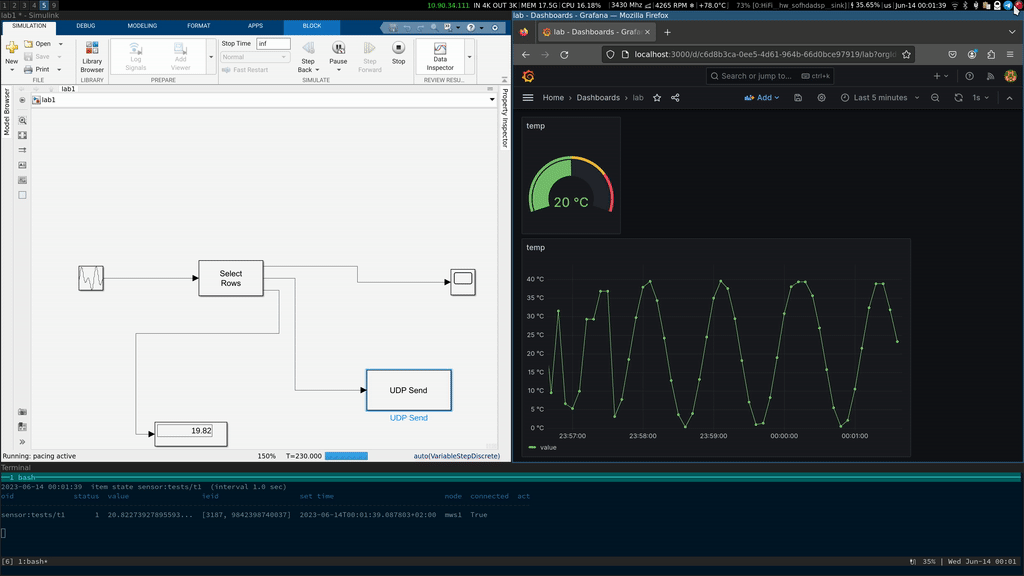 1 2 3 4 5 9
10.90.34.111 IN 4K OUT 3K MEM 17.5G CPU 16.18% 3430 Mhz 4265 RPM +78.0°C 73% [0:HiFi__hw_sofhdadsp__sink] 35.65% us Jun-14 00:01:39
lab1 * - Simulink
SIMULATION DEBUG MODELING FORMAT APPS BLOCK
New
Open
Save
Print
FILE
Library Browser
LIBRARY
Log Signals
Add Viewer
PREPARE
Stop Time inf
Normal
Fast Restart
Step Back
Pause
Step Forward
Stop
SIMULATE
Data Inspector
REVIEW RESU...
Model Browser
lab1
lab1
Property Inspector
Select
Rows
UDP Send
UDP Send
19.82
Running: pacing active 150% T=230.000 auto(VariableStepDiscrete)
lab - Dashboards - Grafana — Mozilla Firefox
lab - Dashboards - Grafa
localhost:3000/d/c6d8b3ca-0ee5-4d61-964b-66d0bce97919/lab?orgId
Search or jump to... ctrl+k
Home Dashboards lab Add Last 5 minutes 1s
temp
20 °C
temp
40 °C
35 °C
30 °C
25 °C
20 °C
15 °C
10 °C
5 °C
0 °C
23:57:00 23:58:00 23:59:00 00:00:00 00:01:00
value
Terminal
1 bash
2023-06-14 00:01:39 item state sensor:tests/t1 (interval 1.0 sec)
oid status value ieid set time node connected act
sensor:tests/t1 1 20.82273927895593... [3187, 9842398740037] 2023-06-14T00:01:39.087803+02:00 mws1 True
[6] 1:bash+ 35% | Wed Jun-14 00:01